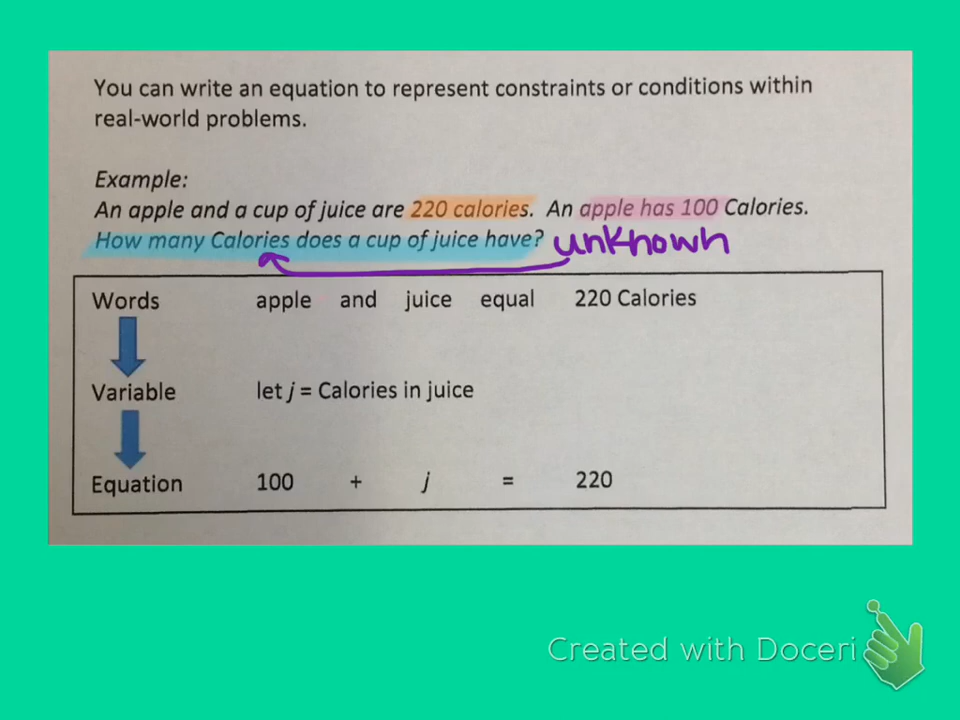 You can write an equation to represent constraints or conditions within
real-world problems.
Example:
An apple and a cup of juice are 220 calories. An apple has 100 Calories.
How many Calories does a cup of juice have? unknown
Words apple and juice equal 220 Calories
Variable let j = Calories in juice
Equation 100 + j = 220
Created with Doceri